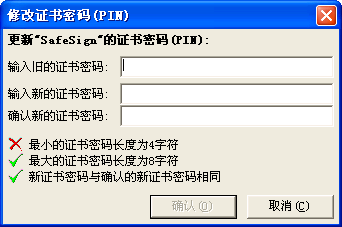 修改证书密码(PIN)
更新"SafeSign"的证书密码(PIN):
输入旧的证书密码:
输入新的证书密码:
确认新的证书密码:
最小的证书密码长度为4字符
最大的证书密码长度为8字符
新证书密码与确认的新证书密码相同
确认(O) 取消(C)